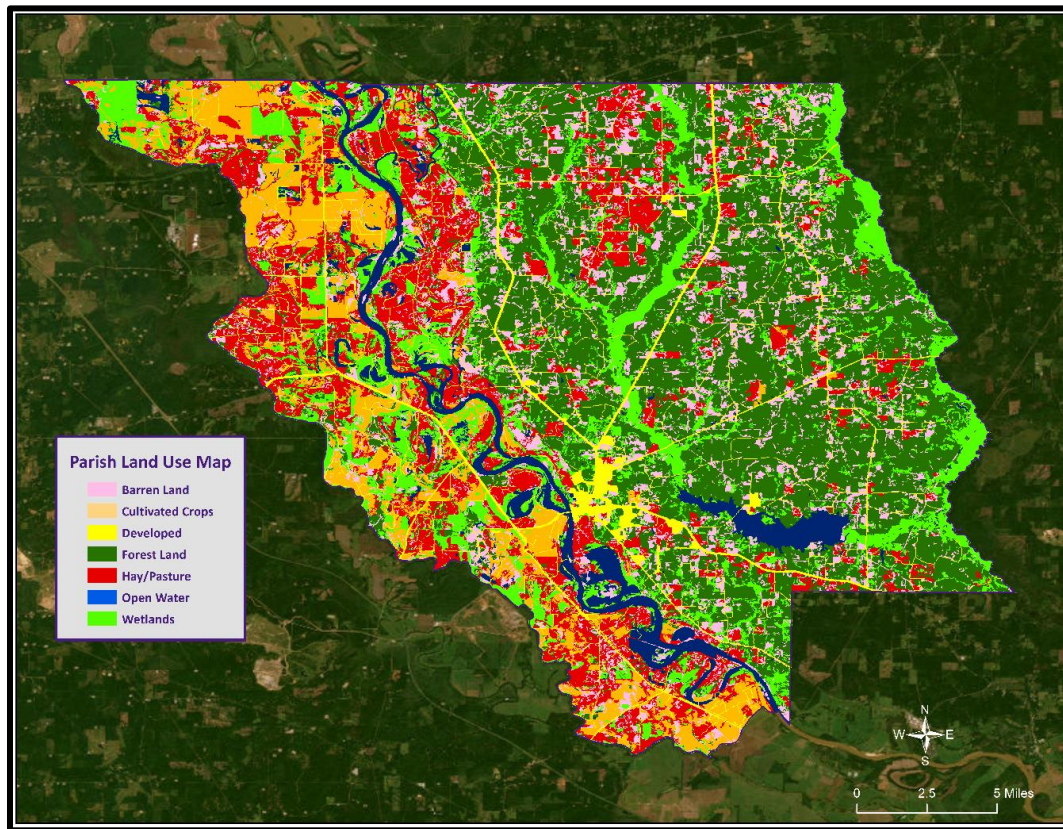 Parish Land Use Map
Barren Land
Cultivated Crops
Developed
Forest Land
Hay/Pasture
Open Water
Wetlands
N
W E
S
0 2.5 5 Miles